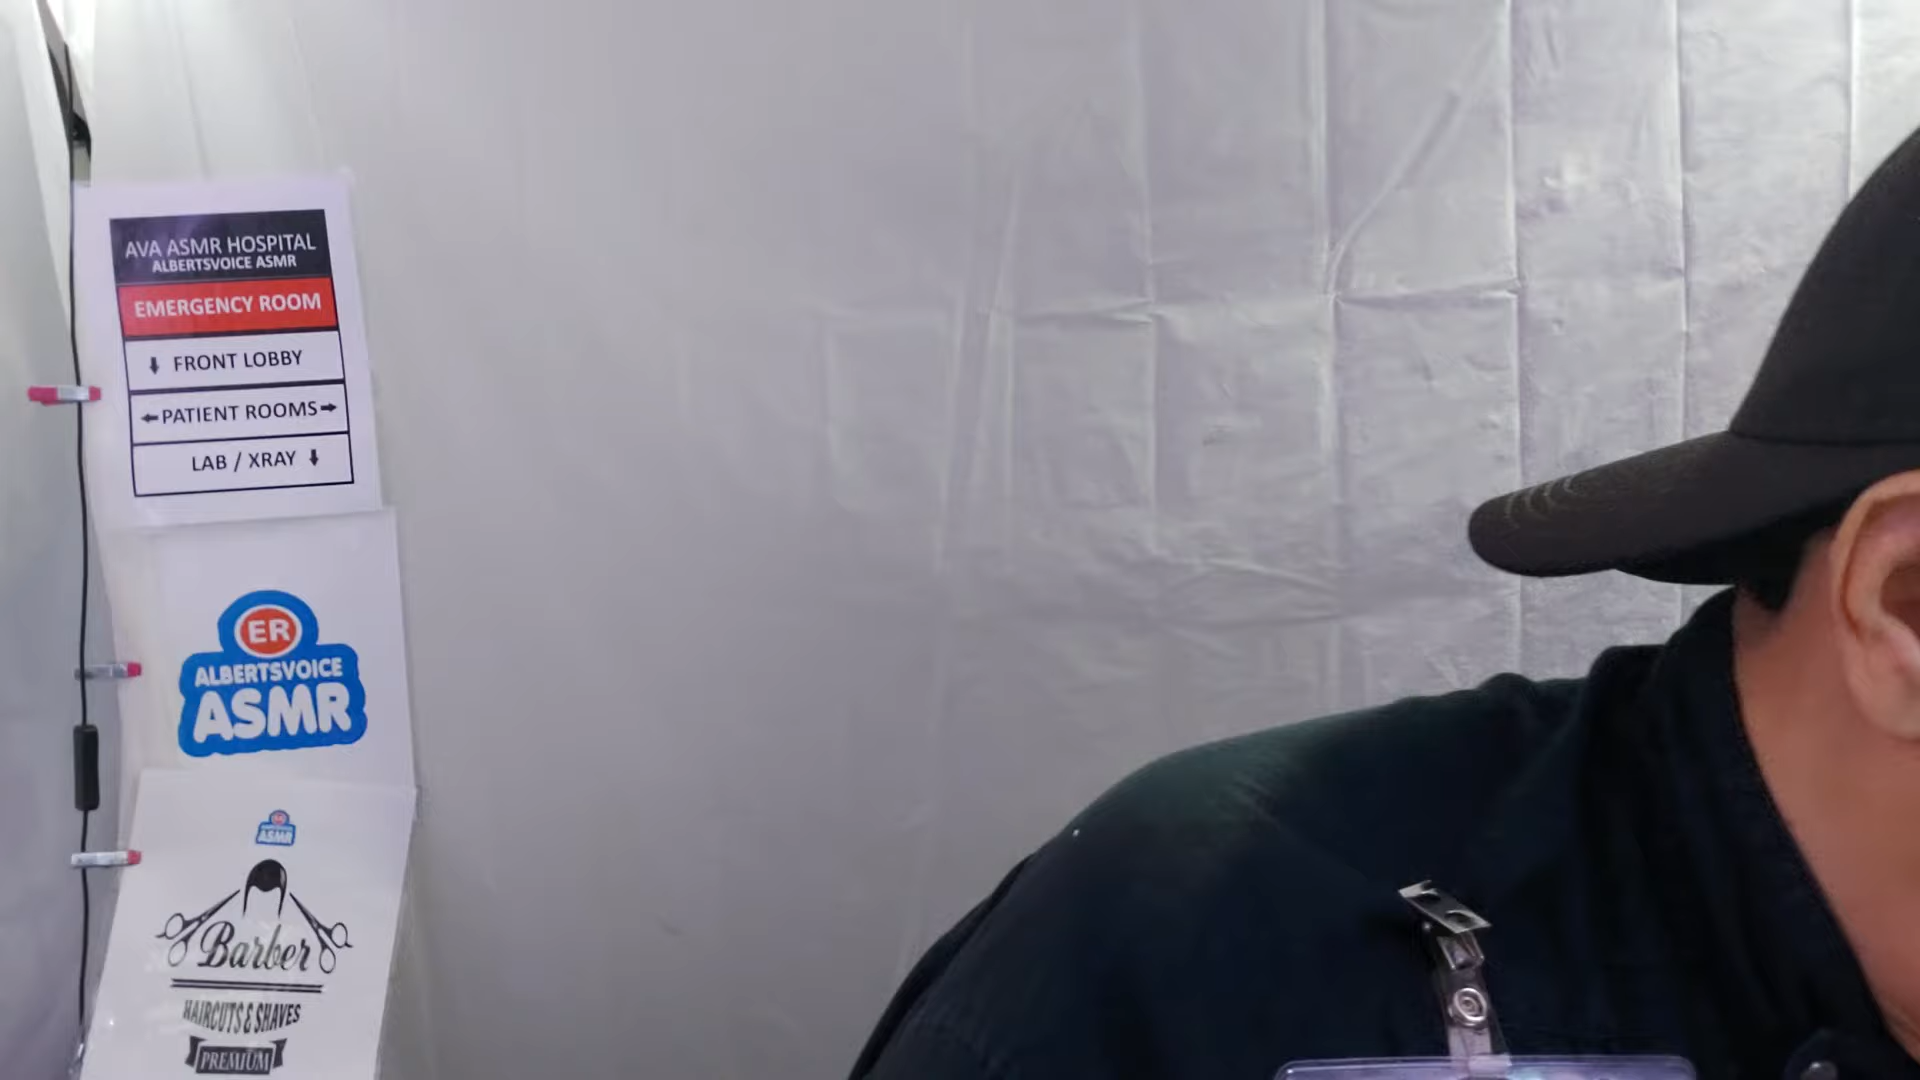 AVA ASMR HOSPITAL
ALBERTSVOICE ASMR
EMERGENCY ROOM
⬇ FRONT LOBBY
⬅ PATIENT ROOMS ➡
LAB / XRAY ⬇
ER
ALBERTSVOICE
ASMR
ASMR
Barber
HAIRCUTS & SHAVES
PREMIUM